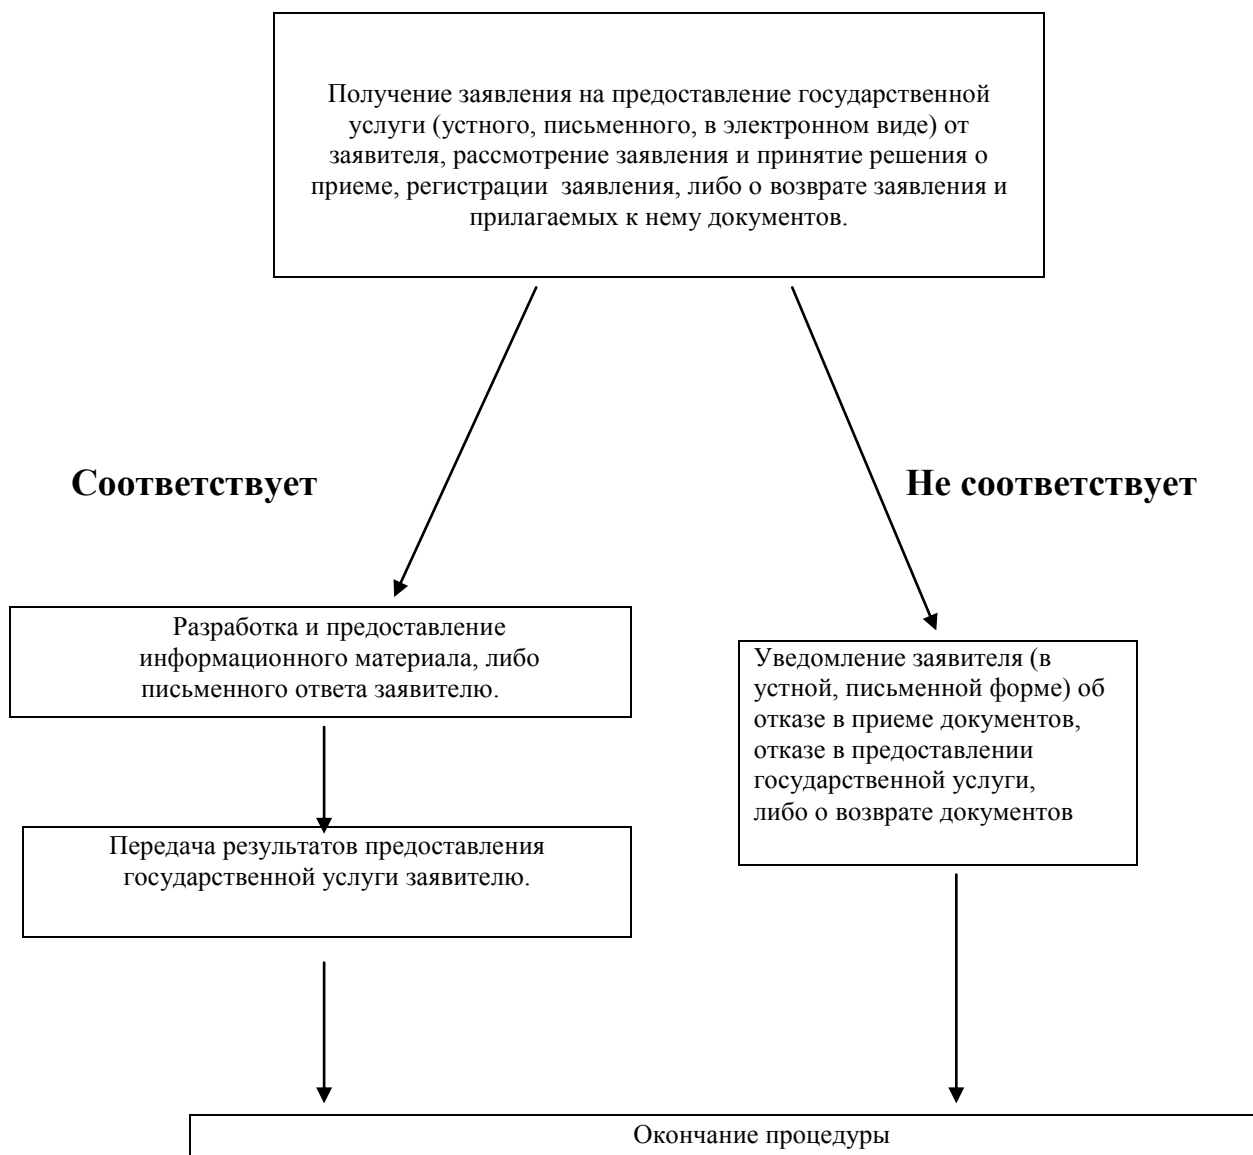 Получение заявления на предоставление государственной
услуги (устного, письменного, в электронном виде) от
заявителя, рассмотрение заявления и принятие решения о
приеме, регистрации заявления, либо о возврате заявления и
прилагаемых к нему документов.
Соответствует
Не соответствует
Разработка и предоставление
информационного материала, либо
письменного ответа заявителю.
Уведомление заявителя (в
устной, письменной форме) об
отказе в приеме документов,
отказе в предоставлении
государственной услуги,
либо о возврате документов
Передача результатов предоставления
государственной услуги заявителю.
Окончание процедуры